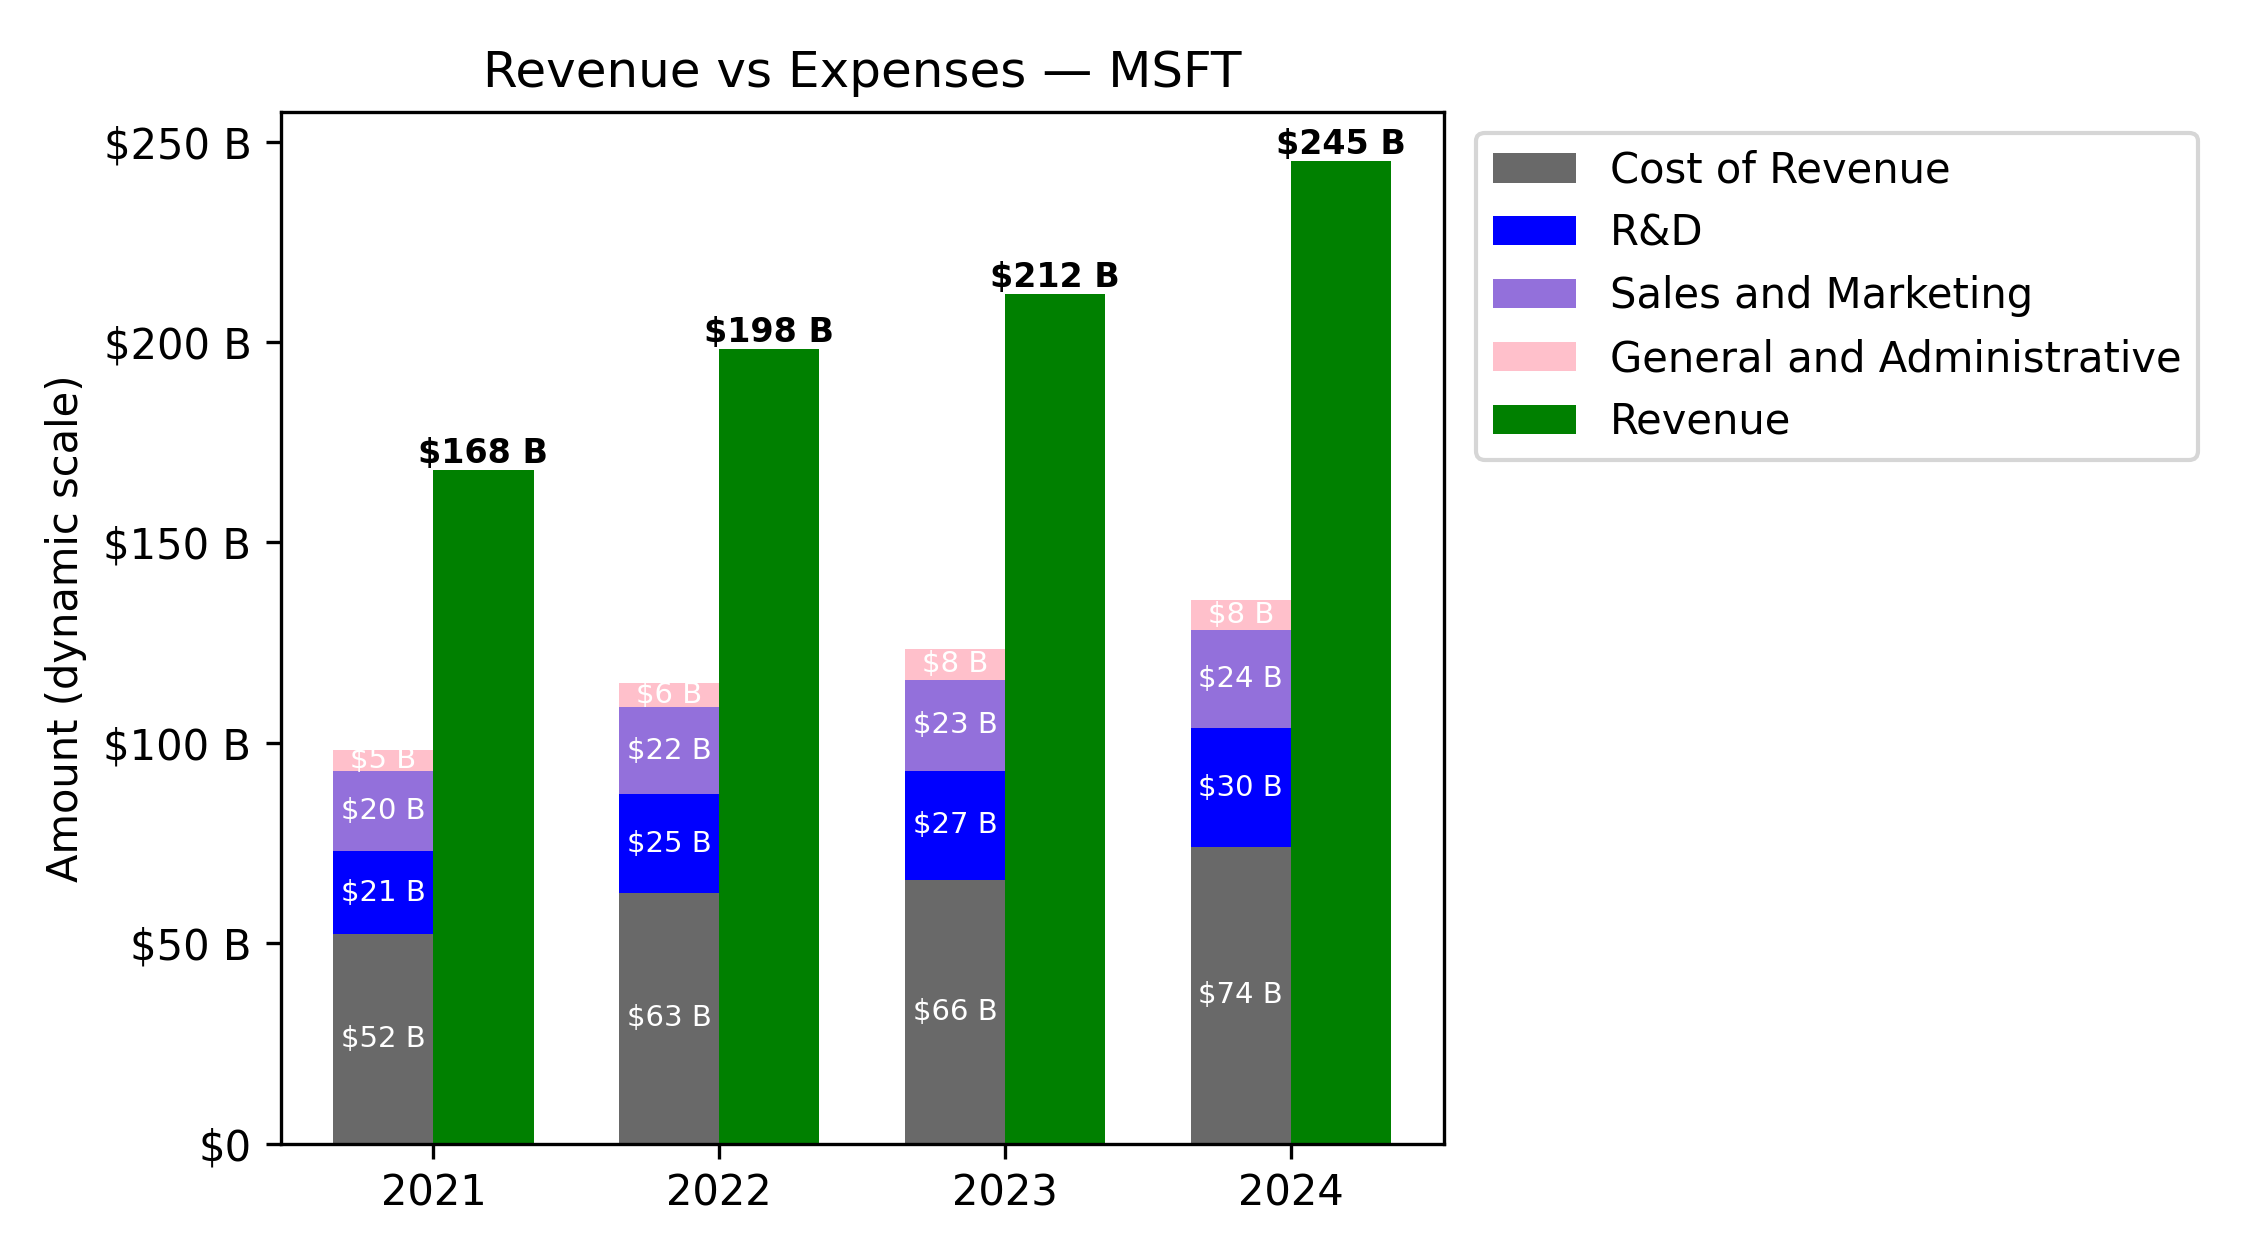 Revenue vs Expenses — MSFT
Amount (dynamic scale)
$250 B
$200 B
$150 B
$100 B
$50 B
$0
$168 B
$198 B
$212 B
$245 B
$5 B
$20 B
$21 B
$52 B
$6 B
$22 B
$25 B
$63 B
$8 B
$23 B
$27 B
$66 B
$8 B
$24 B
$30 B
$74 B
2021
2022
2023
2024
Cost of Revenue
R&D
Sales and Marketing
General and Administrative
Revenue